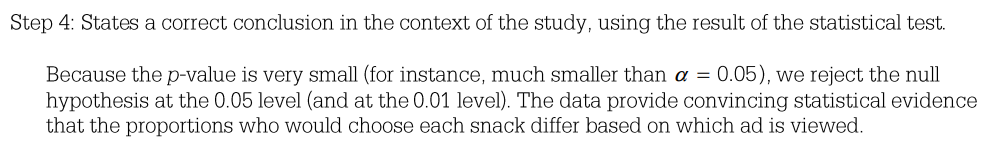 Step 4: States a correct conclusion in the context of the study, using the result of the statistical test.
Because the p-value is very small (for instance, much smaller than α = 0.05), we reject the null
hypothesis at the 0.05 level (and at the 0.01 level). The data provide convincing statistical evidence
that the proportions who would choose each snack differ based on which ad is viewed.